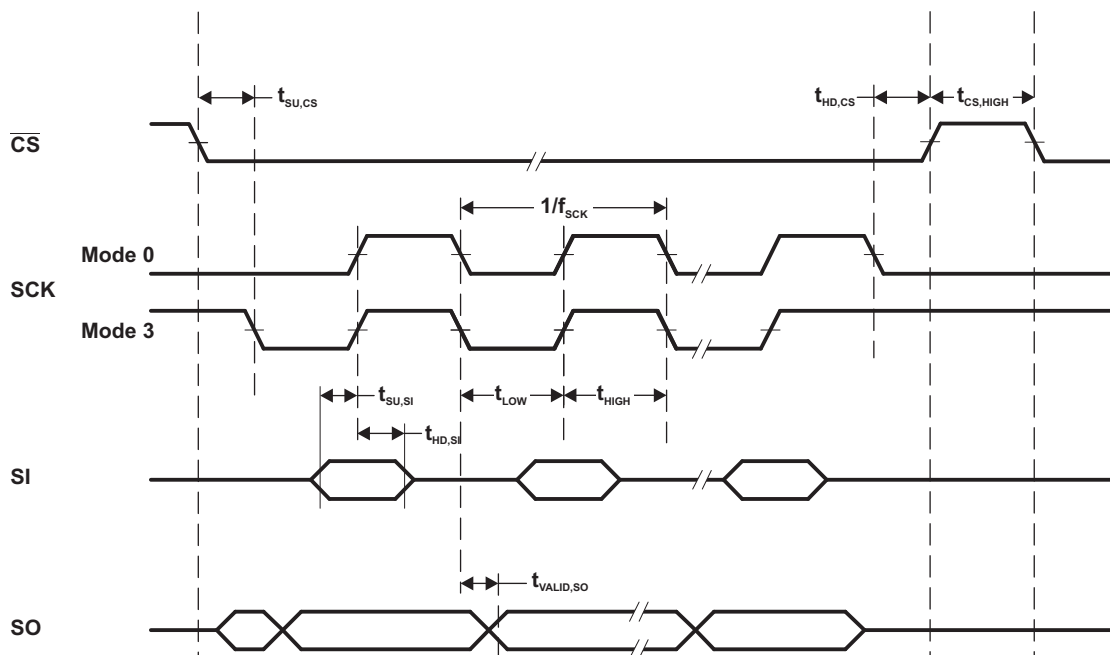 t_SU,CS
t_HD,CS
t_CS,HIGH
CS
1/f_SCK
Mode 0
SCK
Mode 3
t_SU,SI
t_LOW
t_HIGH
t_HD,SI
SI
t_VALID,SO
SO